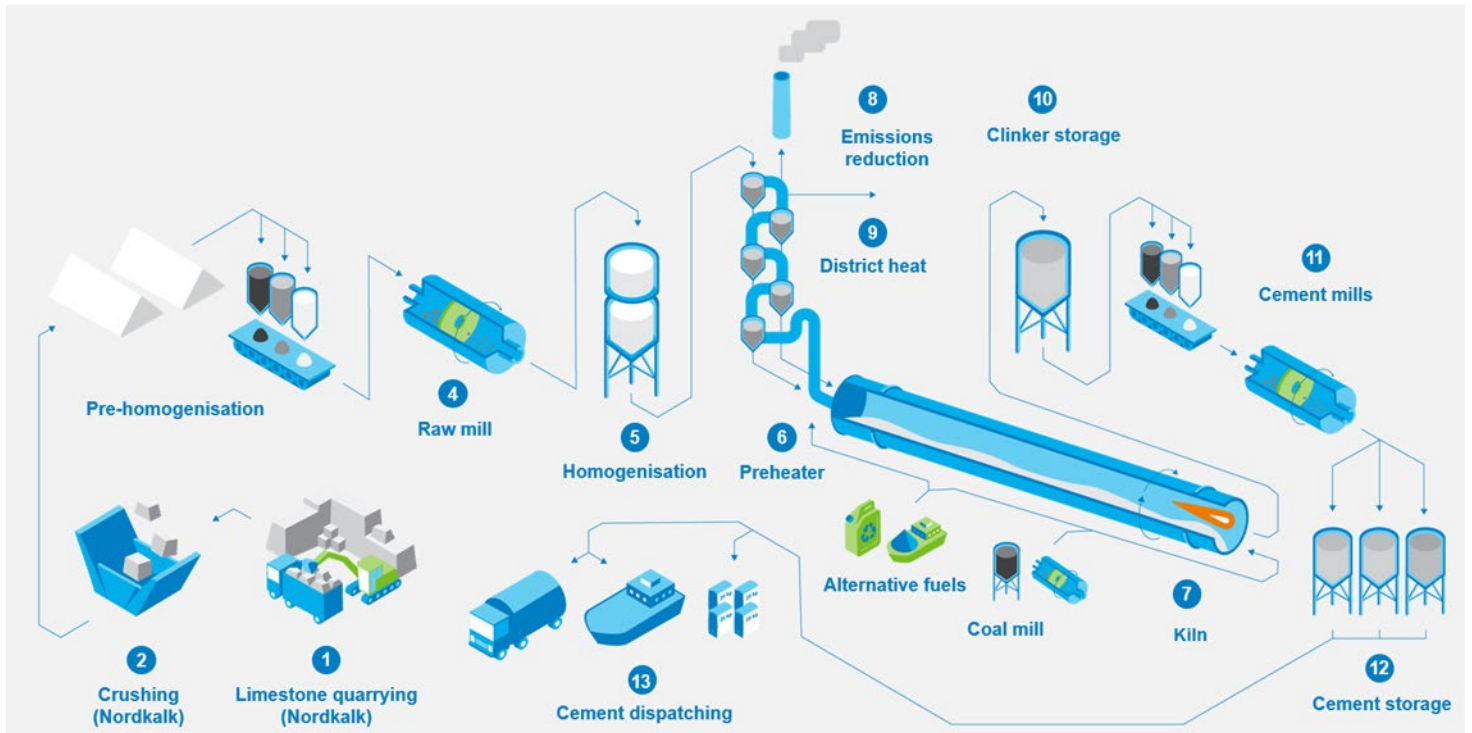 8
Emissions
reduction
10
Clinker storage
9
District heat
11
Cement mills
Pre-homogenisation
4
Raw mill
5
Homogenisation
6
Preheater
Alternative fuels
Coal mill
7
Kiln
2
Crushing
(Nordkalk)
1
Limestone quarrying
(Nordkalk)
13
Cement dispatching
12
Cement storage